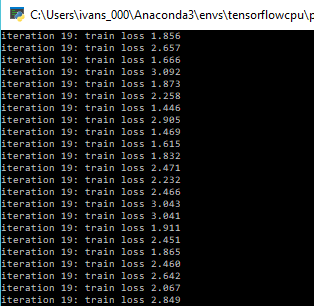 C:\Users\ivans_000\Anaconda3\envs\tensorflowcpu\p
iteration 19: train loss 1.856
iteration 19: train loss 2.657
iteration 19: train loss 1.666
iteration 19: train loss 3.092
iteration 19: train loss 1.873
iteration 19: train loss 2.258
iteration 19: train loss 1.446
iteration 19: train loss 2.905
iteration 19: train loss 1.469
iteration 19: train loss 1.615
iteration 19: train loss 1.832
iteration 19: train loss 2.471
iteration 19: train loss 2.232
iteration 19: train loss 2.466
iteration 19: train loss 3.043
iteration 19: train loss 3.041
iteration 19: train loss 1.911
iteration 19: train loss 2.451
iteration 19: train loss 1.865
iteration 19: train loss 2.460
iteration 19: train loss 2.642
iteration 19: train loss 2.067
iteration 19: train loss 2.849